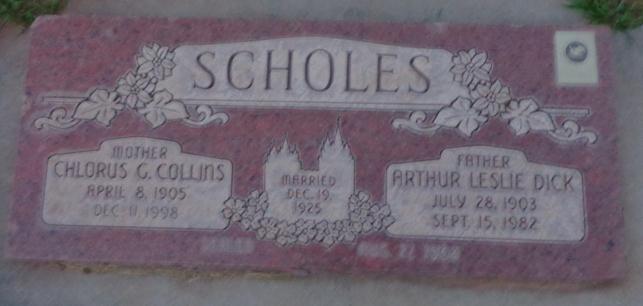 SCHOLES
MOTHER
CHLORUS G. COLLINS
APRIL 8, 1905
DEC. 11, 1998
MARRIED
DEC. 19,
1925
FATHER
ARTHUR LESLIE DICK
JULY 28, 1903
SEPT. 15, 1982